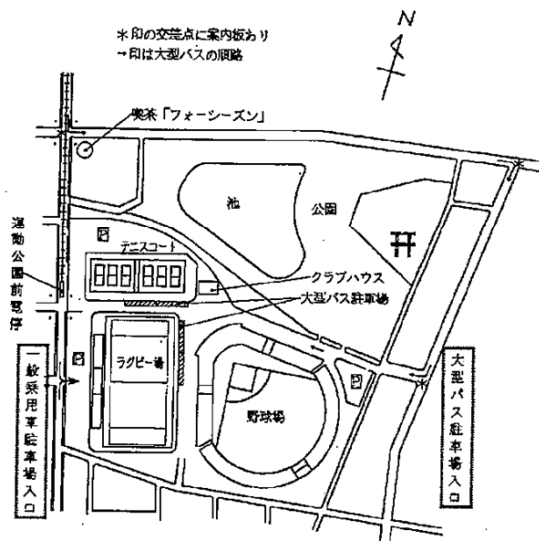 N
*印の交差点に案内板あり
→印は大型バスの順路
喫茶「フォーシーズン」
池
公園
運動公園前電停
P
テニスコート
クラブハウス
大型バス駐車場
一般乗用車駐車場入口
P
ラグビー場
野球場
P
大型バス駐車場入口